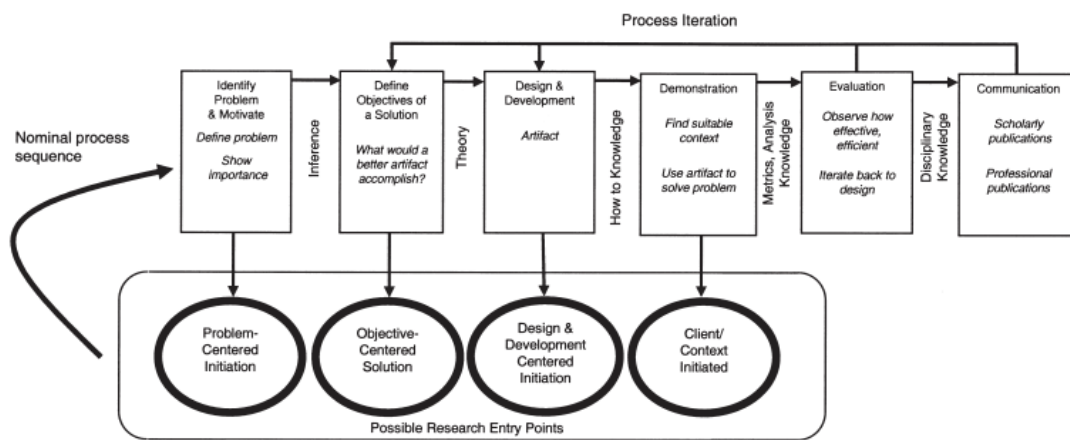 Process Iteration
Nominal process
sequence
Identify
Problem
& Motivate
Define problem
Show
importance
Inference
Define
Objectives of
a Solution
What would a
better artifact
accomplish?
Theory
Design &
Development
Artifact
How to Knowledge
Demonstration
Find suitable
context
Use artifact to
solve problem
Metrics, Analysis
Knowledge
Evaluation
Observe how
effective,
efficient
Iterate back to
design
Disciplinary
Knowledge
Communication
Scholarly
publications
Professional
publications
Problem-
Centered
Initiation
Objective-
Centered
Solution
Design &
Development
Centered
Initiation
Client/
Context
Initiated
Possible Research Entry Points